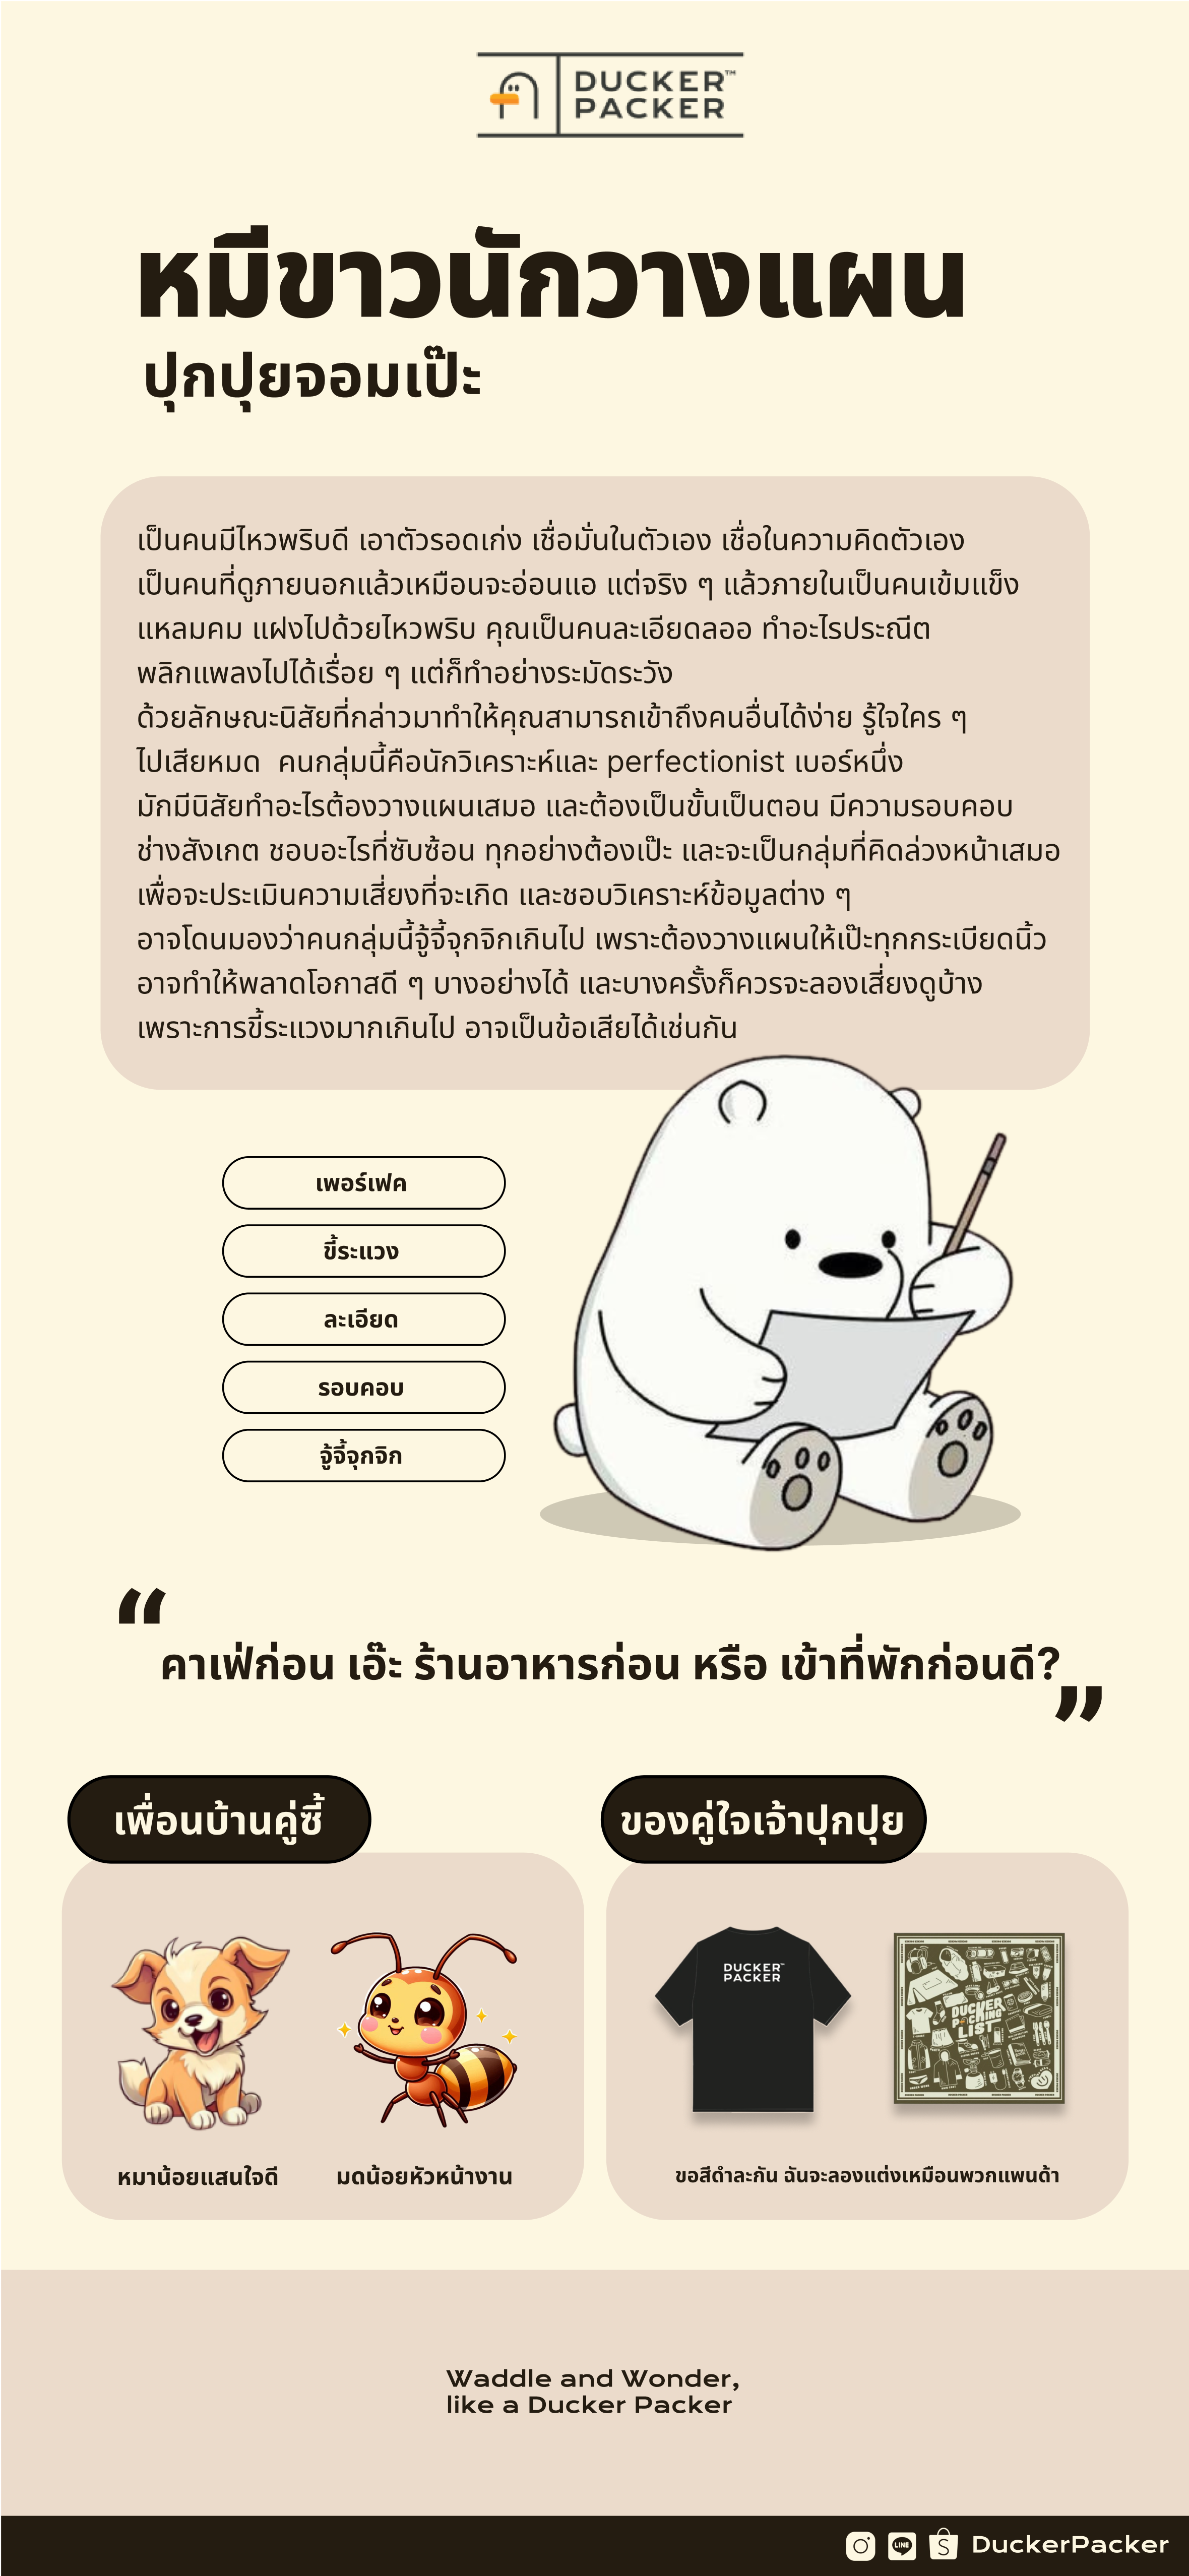 DUCKER™
PACKER
หมีขาวนักวางแผน
ปุกปุยจอมเป๊ะ
เป็นคนมีไหวพริบดี เอาตัวรอดเก่ง เชื่อมั่นในตัวเอง เชื่อในความคิดตัวเอง
เป็นคนที่ดูภายนอกแล้วเหมือนจะอ่อนแอ แต่จริง ๆ แล้วภายในเป็นคนเข้มแข็ง
แหลมคม แฝงไปด้วยไหวพริบ คุณเป็นคนละเอียดลออ ทำอะไรประณีต
พลิกแพลงไปได้เรื่อย ๆ แต่ก็ทำอย่างระมัดระวัง
ด้วยลักษณะนิสัยที่กล่าวมาทำให้คุณสามารถเข้าถึงคนอื่นได้ง่าย รู้ใจใคร ๆ
ไปเสียหมด  คนกลุ่มนี้คือนักวิเคราะห์และ perfectionist เบอร์หนึ่ง
มักมีนิสัยทำอะไรต้องวางแผนเสมอ และต้องเป็นขั้นเป็นตอน มีความรอบคอบ
ช่างสังเกต ชอบอะไรที่ซับซ้อน ทุกอย่างต้องเป๊ะ และจะเป็นกลุ่มที่คิดล่วงหน้าเสมอ
เพื่อจะประเมินความเสี่ยงที่จะเกิด และชอบวิเคราะห์ข้อมูลต่าง ๆ
อาจโดนมองว่าคนกลุ่มนี้จู้จี้จุกจิกเกินไป เพราะต้องวางแผนให้เป๊ะทุกกระเบียดนิ้ว
อาจทำให้พลาดโอกาสดี ๆ บางอย่างได้ และบางครั้งก็ควรจะลองเสี่ยงดูบ้าง
เพราะการขี้ระแวงมากเกินไป อาจเป็นข้อเสียได้เช่นกัน
เพอร์เฟค
ขี้ระแวง
ละเอียด
รอบคอบ
จู้จี้จุกจิก
“คาเฟ่ก่อน เอ๊ะ ร้านอาหารก่อน หรือ เข้าที่พักก่อนดี?”
เพื่อนบ้านคู่ซี้
ของคู่ใจเจ้าปุกปุย
DUCKER™
PACKER
DUCKER
PACHING
LIST
หมาน้อยแสนใจดี
มดน้อยหัวหน้างาน
ขอสีดำละกัน ฉันจะลองแต่งเหมือนพวกแพนด้า
Waddle and Wonder,
like a Ducker Packer
LINE
S
DuckerPacker